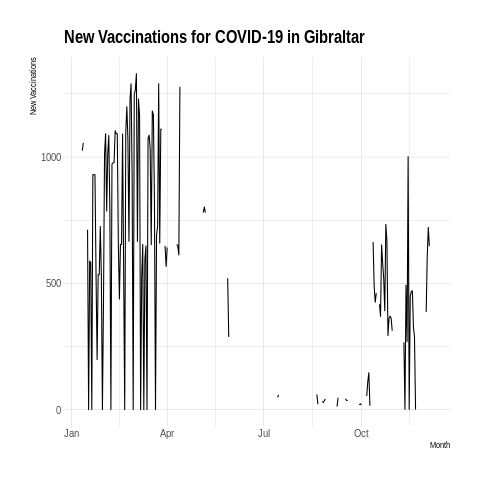 New Vaccinations for COVID-19 in Gibraltar
New Vaccinations
1000
500
0
Jan Apr Jul Oct
Month